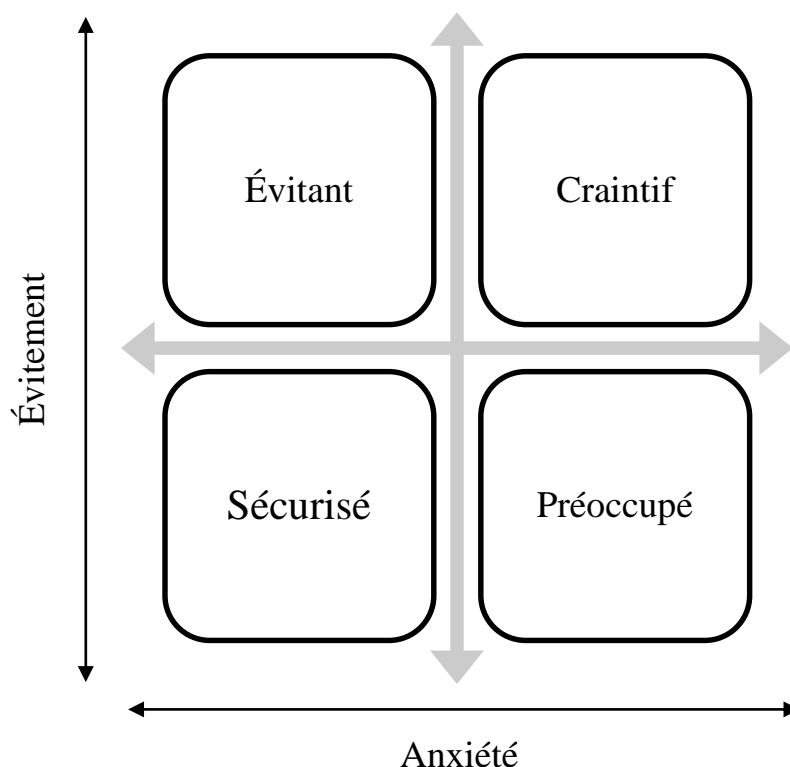 Évitant
Craintif
Évitement
Sécurisé
Préoccupé
Anxiété